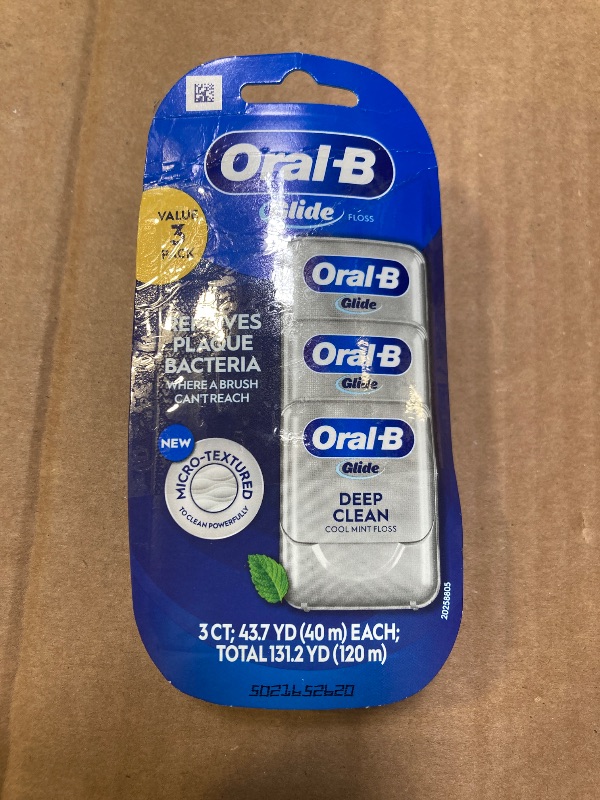 Oral-B
Glide FLOSS
VALUE
3
PACK
Oral-B
Glide
REMOVES
PLAQUE
BACTERIA
WHERE A BRUSH
CAN'T REACH
Oral-B
Glide
NEW
MICRO-TEXTURED
TO CLEAN POWERFULLY
Oral-B
Glide
DEEP
CLEAN
COOL MINT FLOSS
20258805
3 CT; 43.7 YD (40 m) EACH;
TOTAL 131.2 YD (120 m)
5021652620